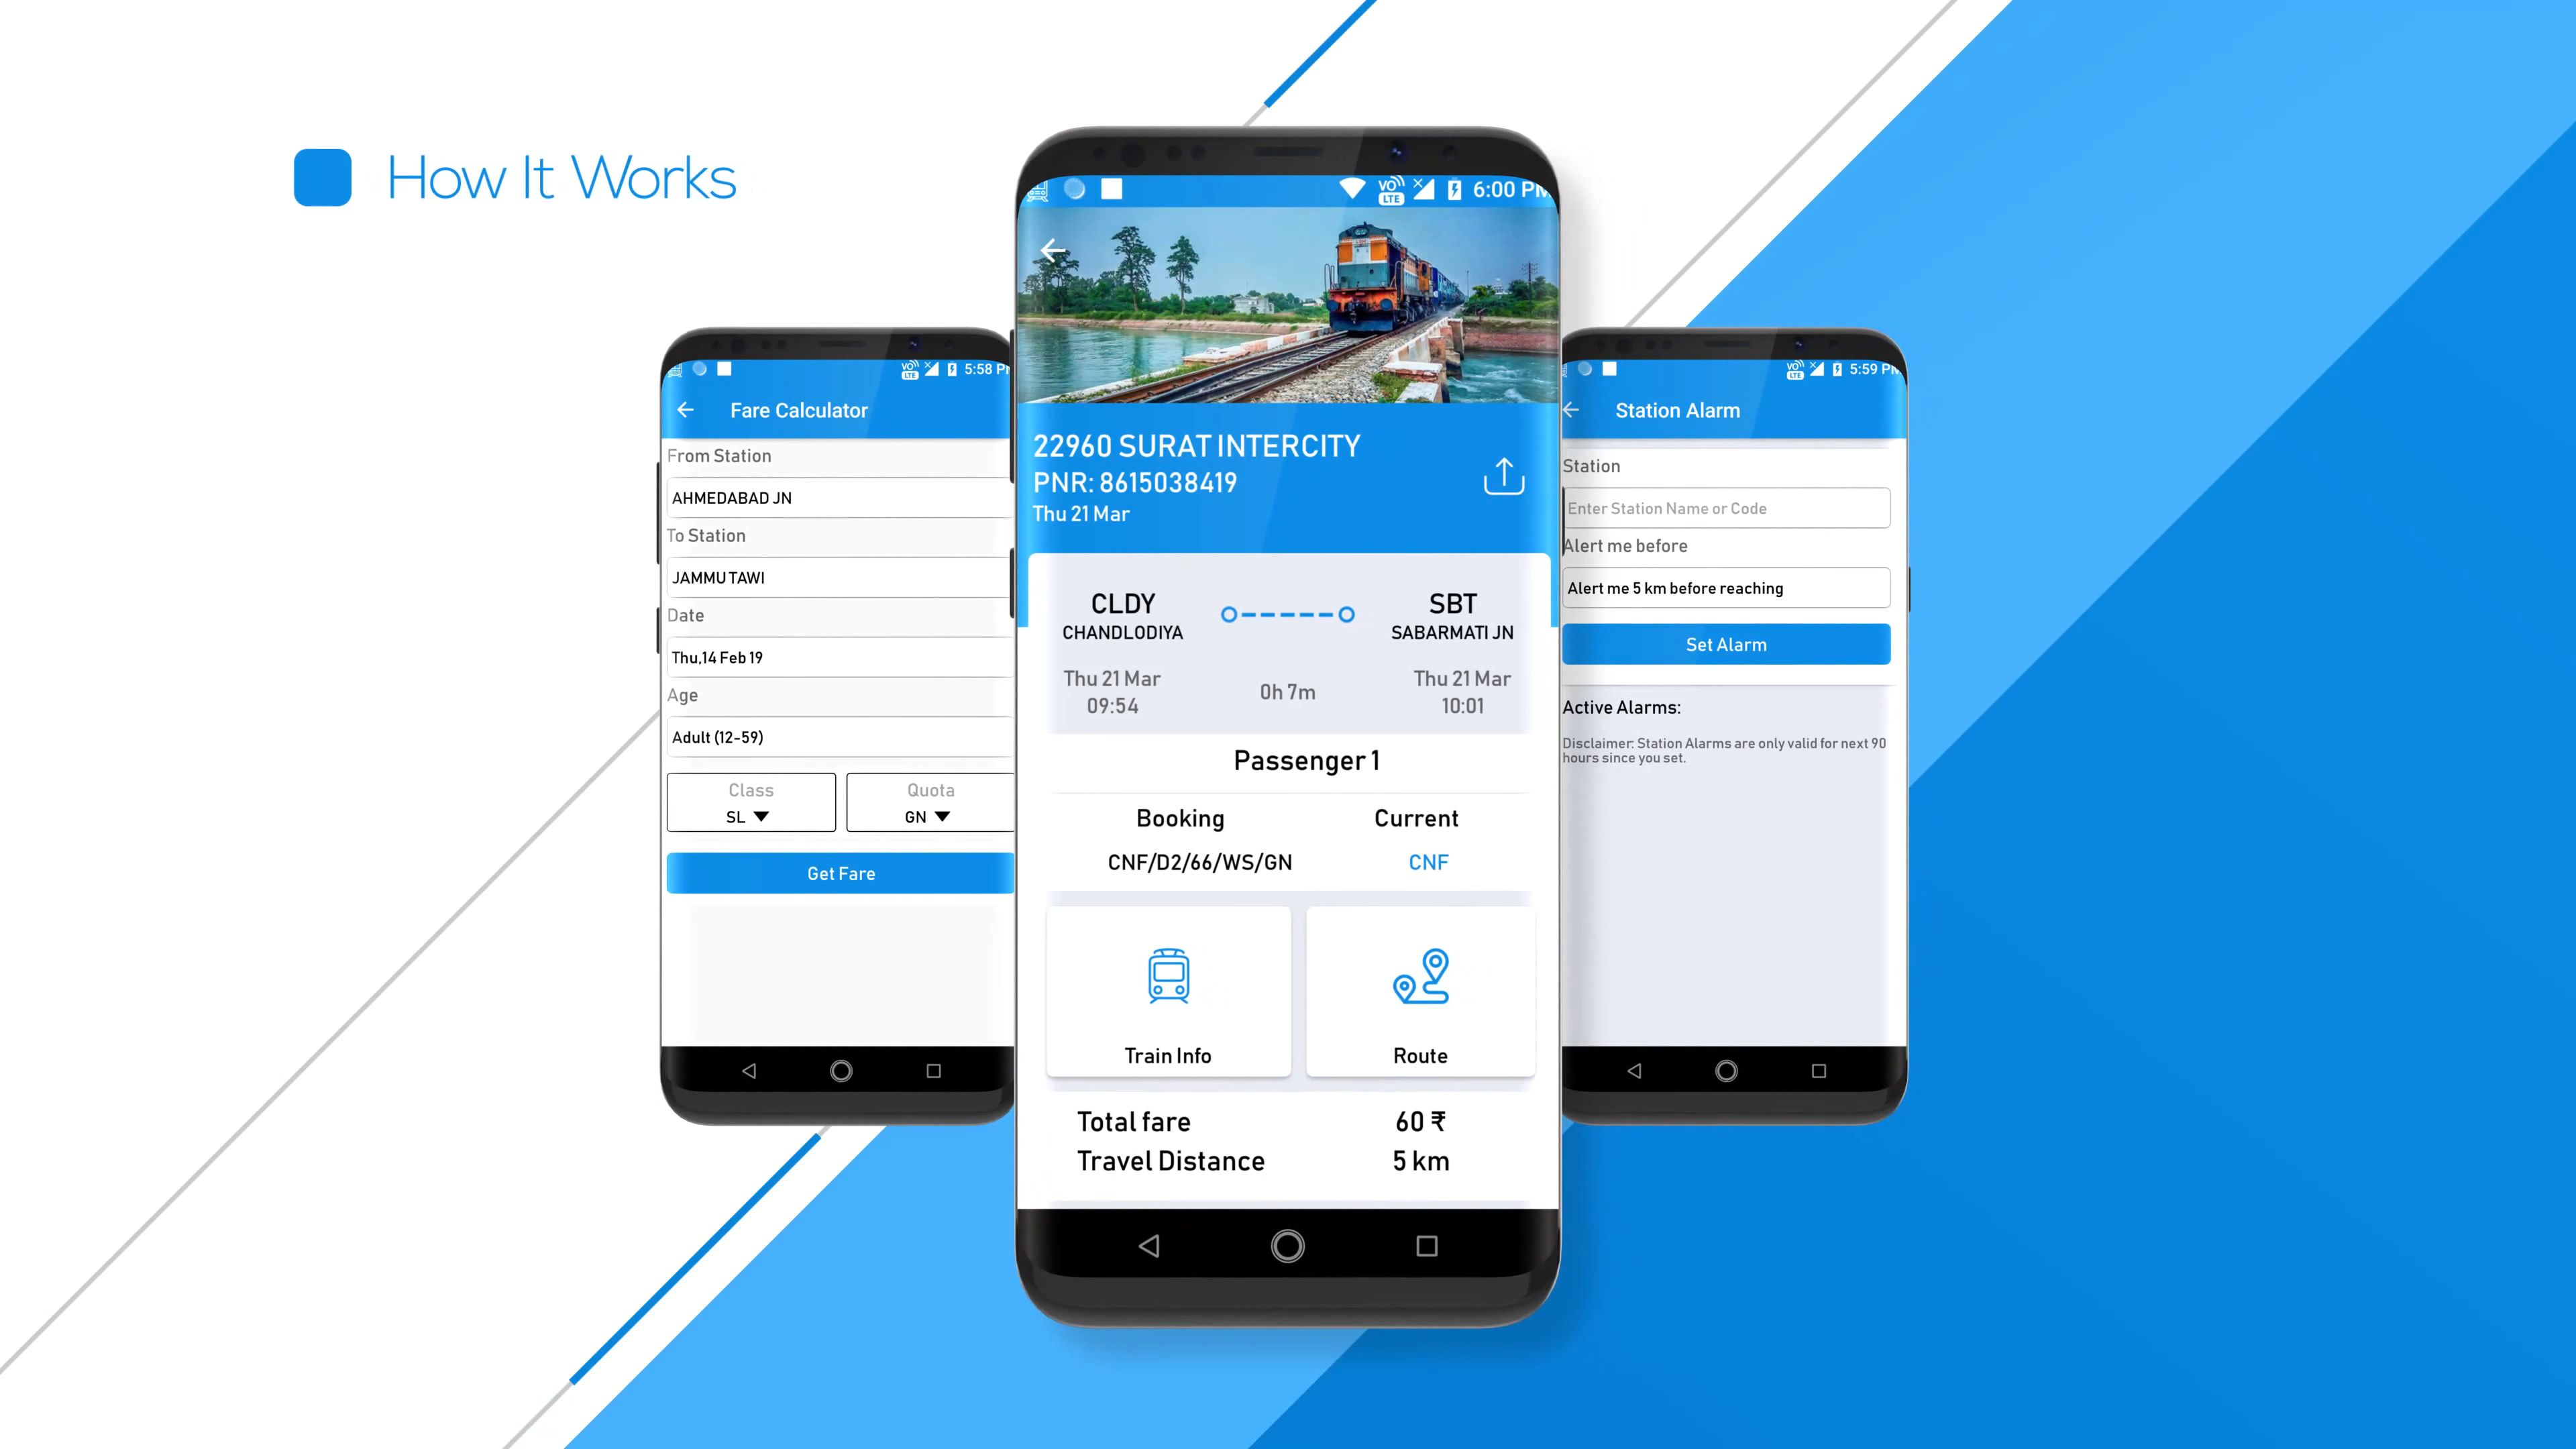 How It Works
VO LTE 5:58 P
Fare Calculator
From Station
AHMEDABAD JN
To Station
JAMMU TAWI
Date
Thu,14 Feb 19
Age
Adult (12-59)
Class
SL
Quota
GN
Get Fare
VO LTE 6:00 PM
22960 SURAT INTERCITY
PNR: 8615038419
Thu 21 Mar
CLDY
CHANDLODIYA
SBT
SABARMATI JN
Thu 21 Mar
09:54
0h 7m
Thu 21 Mar
10:01
Passenger 1
Booking
Current
CNF/D2/66/WS/GN
CNF
Train Info
Route
Total fare 60 ₹
Travel Distance 5 km
VO LTE 5:59 PM
Station Alarm
Station
Enter Station Name or Code
Alert me before
Alert me 5 km before reaching
Set Alarm
Active Alarms:
Disclaimer: Station Alarms are only valid for next 90
hours since you set.